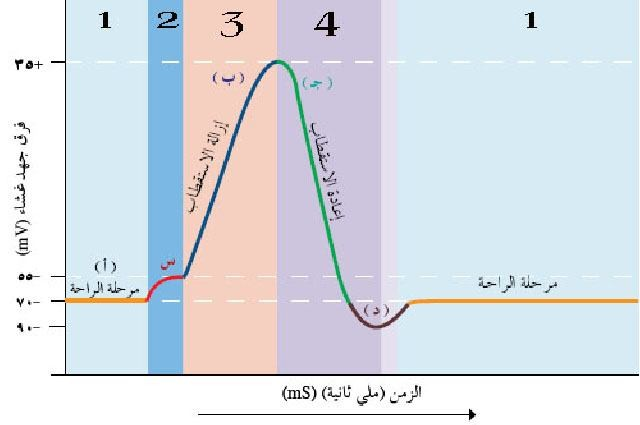 1 2 3 4 1
+٣٥
(ب)
(جـ)
إزالة الاستقطاب
إعادة الاستقطاب
فرق جهد غشاء (mV)
(أ)
س
-٥٥
مرحلة الراحة
مرحلة الراحة
-٧٠
(د)
-٩٠
الزمن (ملي ثانية) (mS)